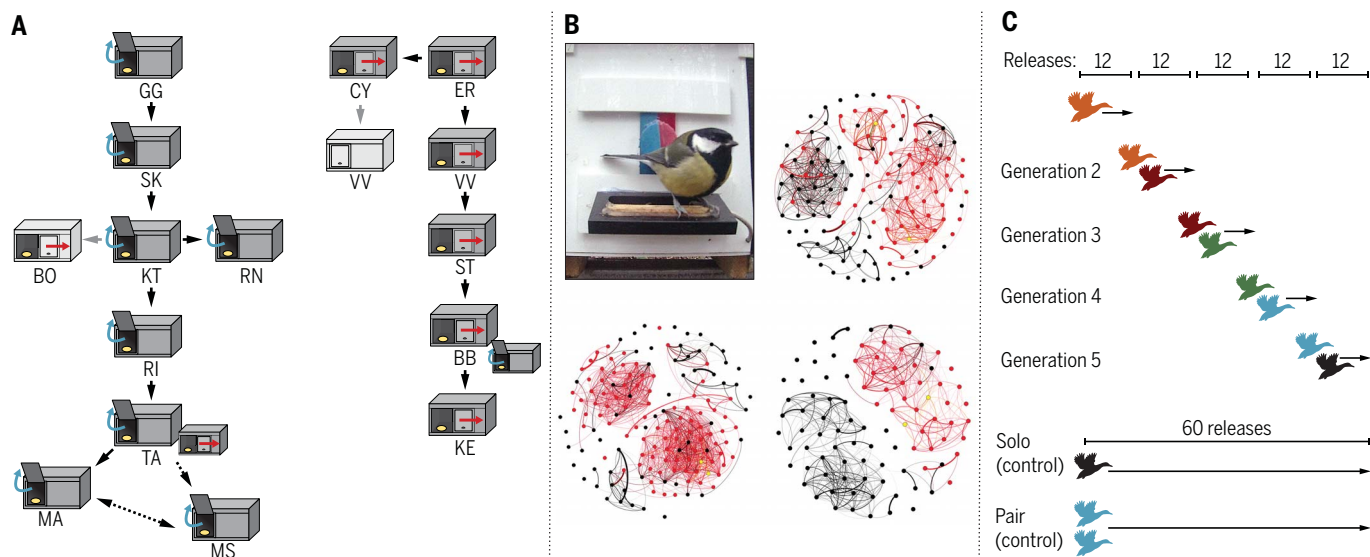 A
GG
SK
BO
KT
RN
RI
TA
MA
MS
CY
ER
VV
VV
ST
BB
KE
B
C
Releases: 12 12 12 12 12
Generation 2
Generation 3
Generation 4
Generation 5
60 releases
Solo
(control)
Pair
(control)